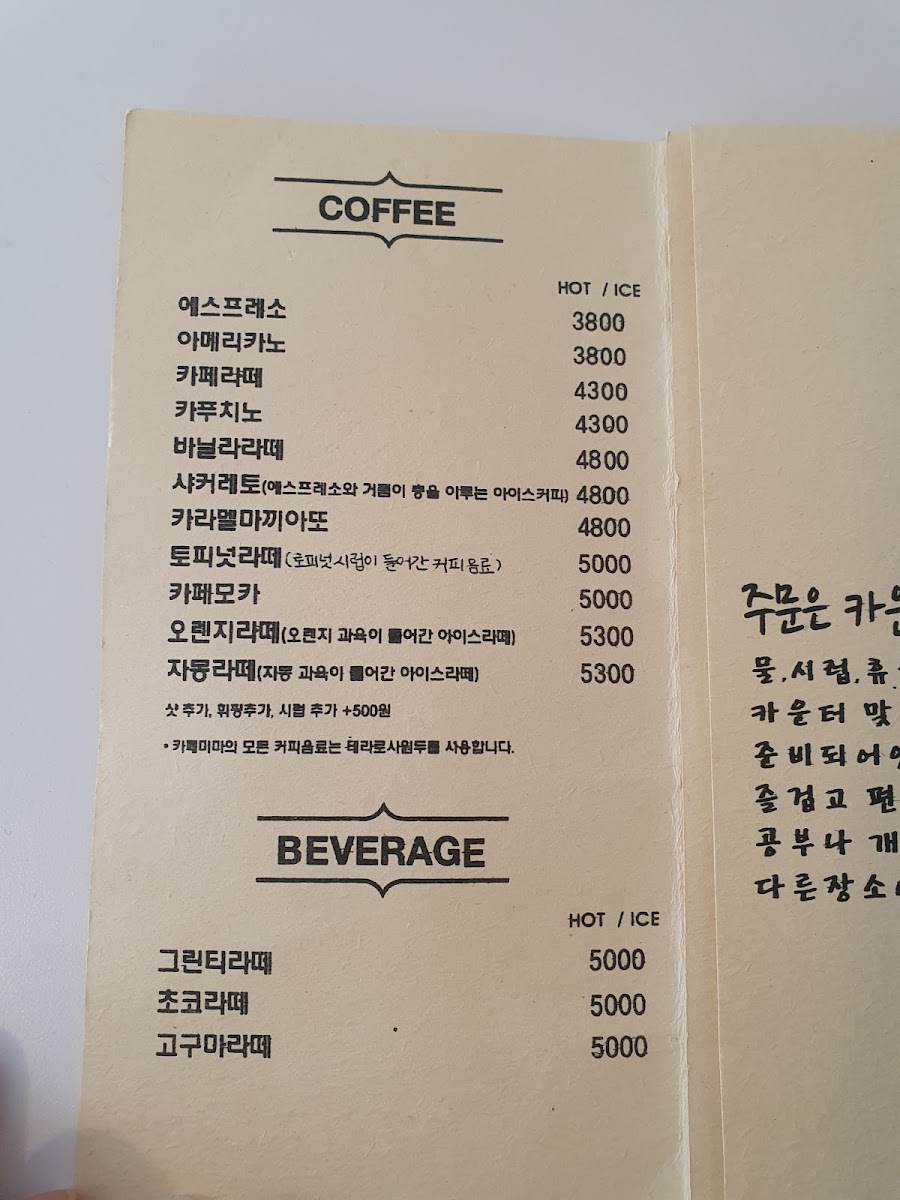 COFFEE
HOT / ICE
에스프레소 3800
아메리카노 3800
카페라떼 4300
카푸치노 4300
바닐라라떼 4800
샤커레토(에스프레소와 거품이 층을 이루는 아이스커피) 4800
카라멜마끼아또 4800
토피넛라떼(토피넛시럽이 들어간 커피음료) 5000
카페모카 5000
오렌지라떼(오렌지 과육이 들어간 아이스라떼) 5300
자몽라떼(자몽 과육이 들어간 아이스라떼) 5300
샷 추가, 휘핑추가, 시럽 추가 +500원
• 카페미마의 모든 커피음료는 테라로사원두를 사용합니다.
BEVERAGE
HOT / ICE
그린티라떼 5000
초코라떼 5000
고구마라떼 5000
주문은 카운
물,시럽,휴
카운터 맞
준비되어
즐겁고 편
공부나 개
다른장소